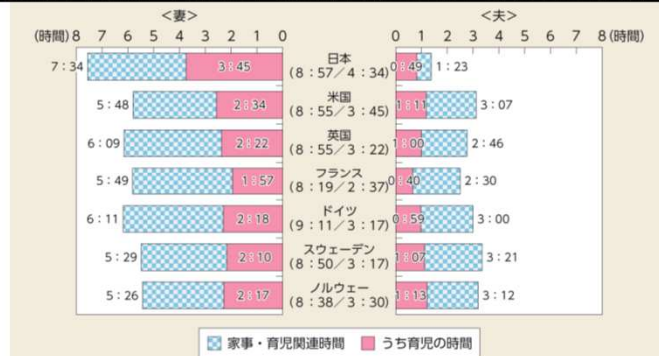 <妻>
<夫>
(時間) 8 7 6 5 4 3 2 1 0
0 1 2 3 4 5 6 7 8 (時間)
7:34 3:45 日本 0:49 1:23
(8:57/4:34)
5:48 2:34 米国 1:11 3:07
(8:55/3:45)
6:09 2:22 英国 1:00 2:46
(8:55/3:22)
5:49 1:57 フランス 0:40 2:30
(8:19/2:37)
6:11 2:18 ドイツ 0:59 3:00
(9:11/3:17)
5:29 2:10 スウェーデン 1:07 3:21
(8:50/3:17)
5:26 2:17 ノルウェー 1:13 3:12
(8:38/3:30)
家事・育児関連時間 うち育児の時間